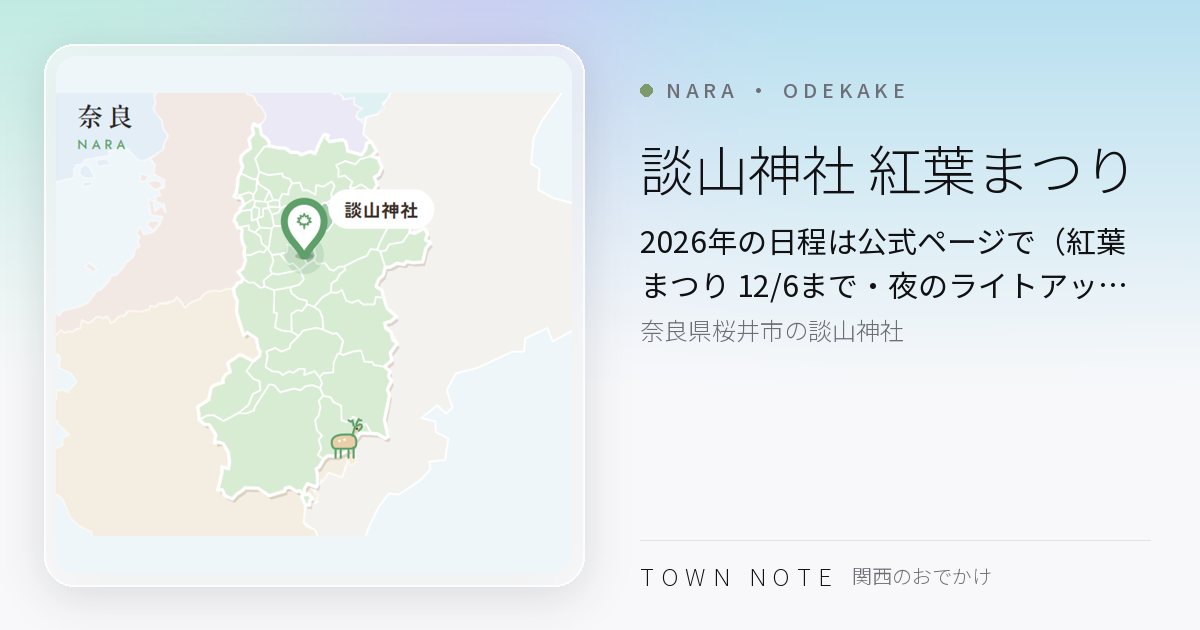 奈良
NARA
談山神社
NARA・ODEKAKE
談山神社 紅葉まつり
2026年の日程は公式ページで（紅葉
まつり 12/6まで・夜のライトアッ…
奈良県桜井市の談山神社
TOWN NOTE 関西のおでかけ